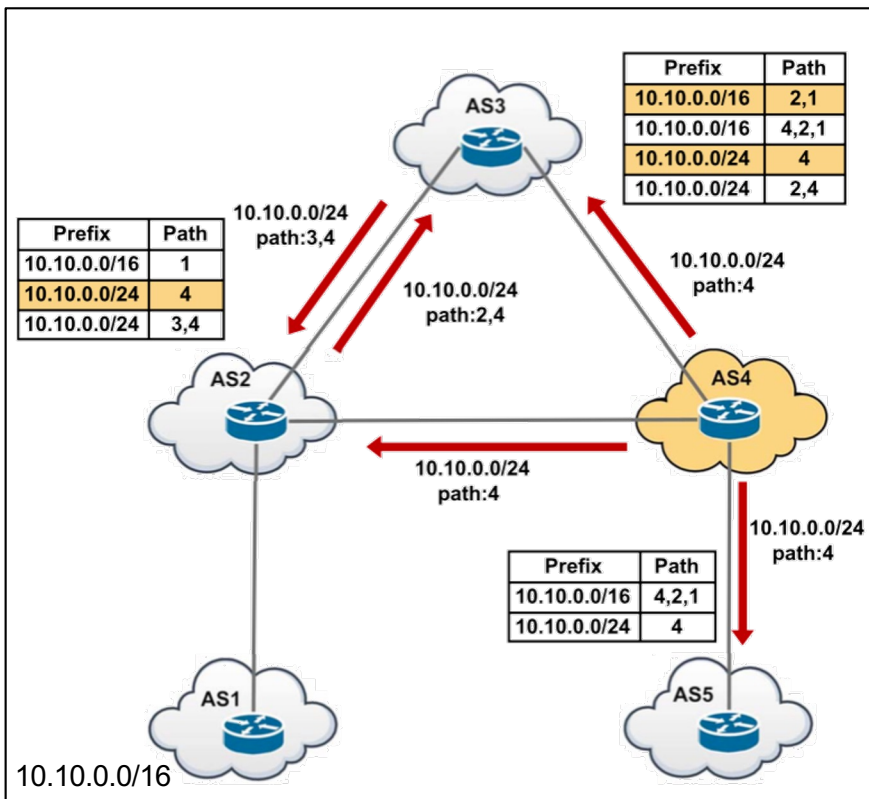 AS3
Prefix Path
10.10.0.0/16 2,1
10.10.0.0/16 4,2,1
10.10.0.0/24 4
10.10.0.0/24 2,4
10.10.0.0/24
path:3,4
Prefix Path
10.10.0.0/16 1
10.10.0.0/24 4
10.10.0.0/24 3,4
10.10.0.0/24
path:2,4
10.10.0.0/24
path:4
AS2
AS4
10.10.0.0/24
path:4
10.10.0.0/24
path:4
Prefix Path
10.10.0.0/16 4,2,1
10.10.0.0/24 4
AS1
AS5
10.10.0.0/16